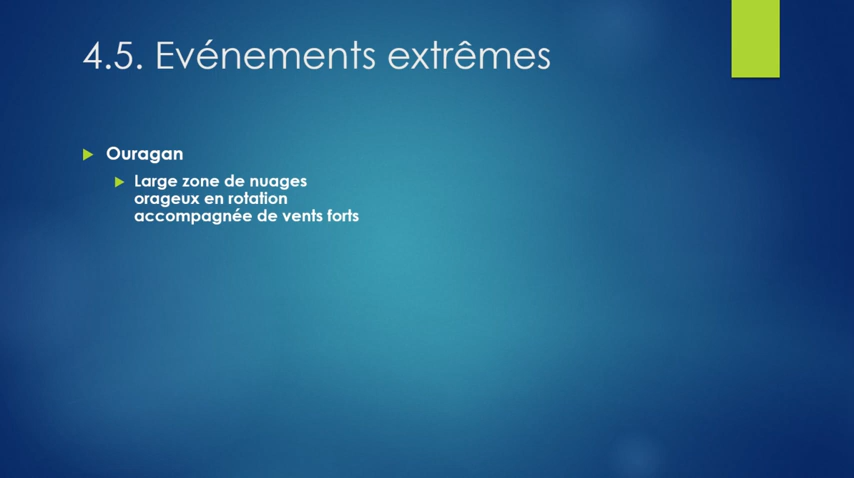 4.5. Evénements extrêmes
Ouragan
Large zone de nuages
orageux en rotation
accompagnée de vents forts